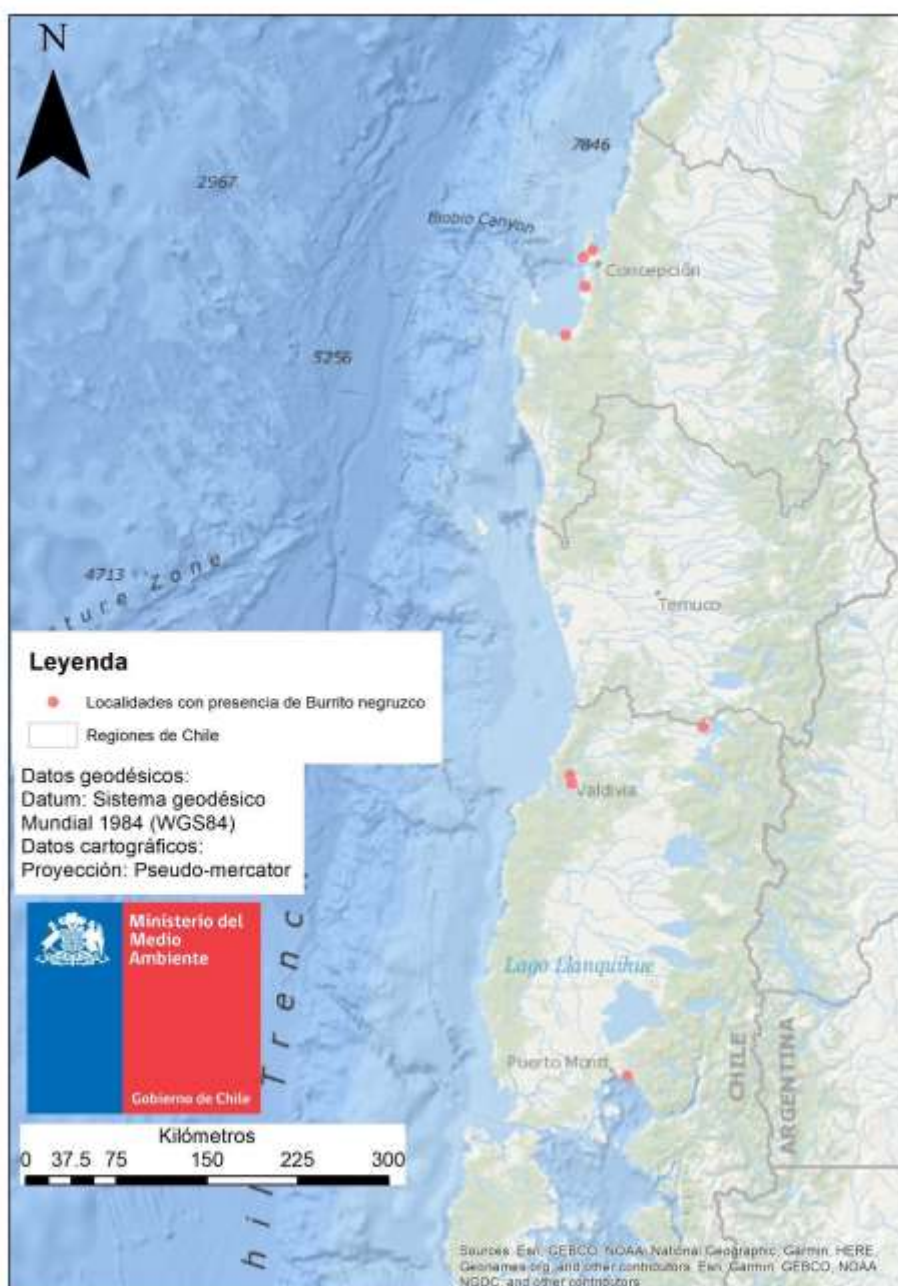 N
7846
2967
Biobio Canyon
Concepción
5256
4713
ture Zone
Temuco
Leyenda
Localidades con presencia de Burrito negruzco
Regiones de Chile
Valdivia
Datos geodésicos:
Datum: Sistema geodésico
Mundial 1984 (WGS84)
Datos cartográficos:
Proyección: Pseudo-mercator
Ministerio del
Medio
Ambiente
Gobierno de Chile
Lago Llanquihue
Puerto Montt
CHILE
ARGENTINA
hil Trenc
Kilómetros
0 37.5 75 150 225 300
Sources: Esri, GEBCO, NOAA, National Geographic, Garmin, HERE,
Geonames.org, and other contributors, Esri, Garmin, GEBCO, NOAA
NGDC, and other contributors